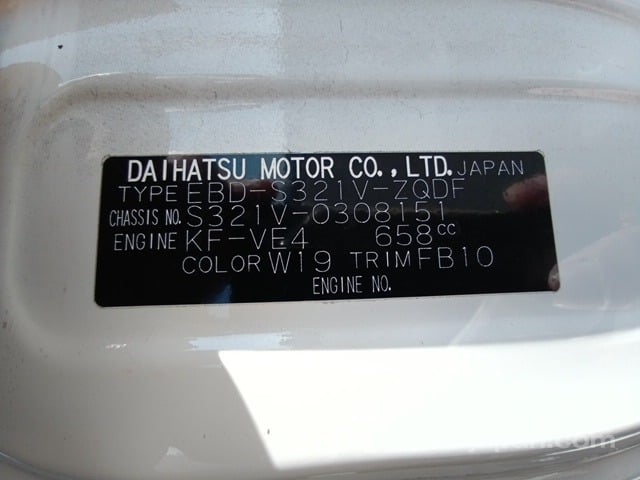 DAIHATSU MOTOR CO.,LTD. JAPAN
TYPE EBD-S321V-ZQDF
CHASSIS NO. S321V-0308151
ENGINE KF-VE4 658cc
COLOR W19 TRIM FB10
ENGINE NO.